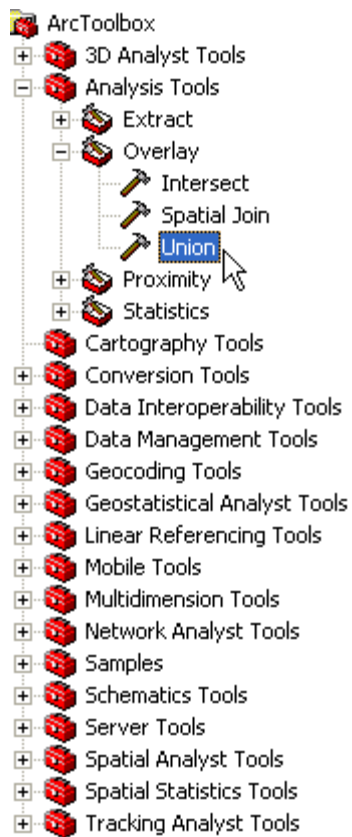 ArcToolbox
3D Analyst Tools
Analysis Tools
Extract
Overlay
Intersect
Spatial Join
Union
Proximity
Statistics
Cartography Tools
Conversion Tools
Data Interoperability Tools
Data Management Tools
Geocoding Tools
Geostatistical Analyst Tools
Linear Referencing Tools
Mobile Tools
Multidimension Tools
Network Analyst Tools
Samples
Schematics Tools
Server Tools
Spatial Analyst Tools
Spatial Statistics Tools
Tracking Analyst Tools